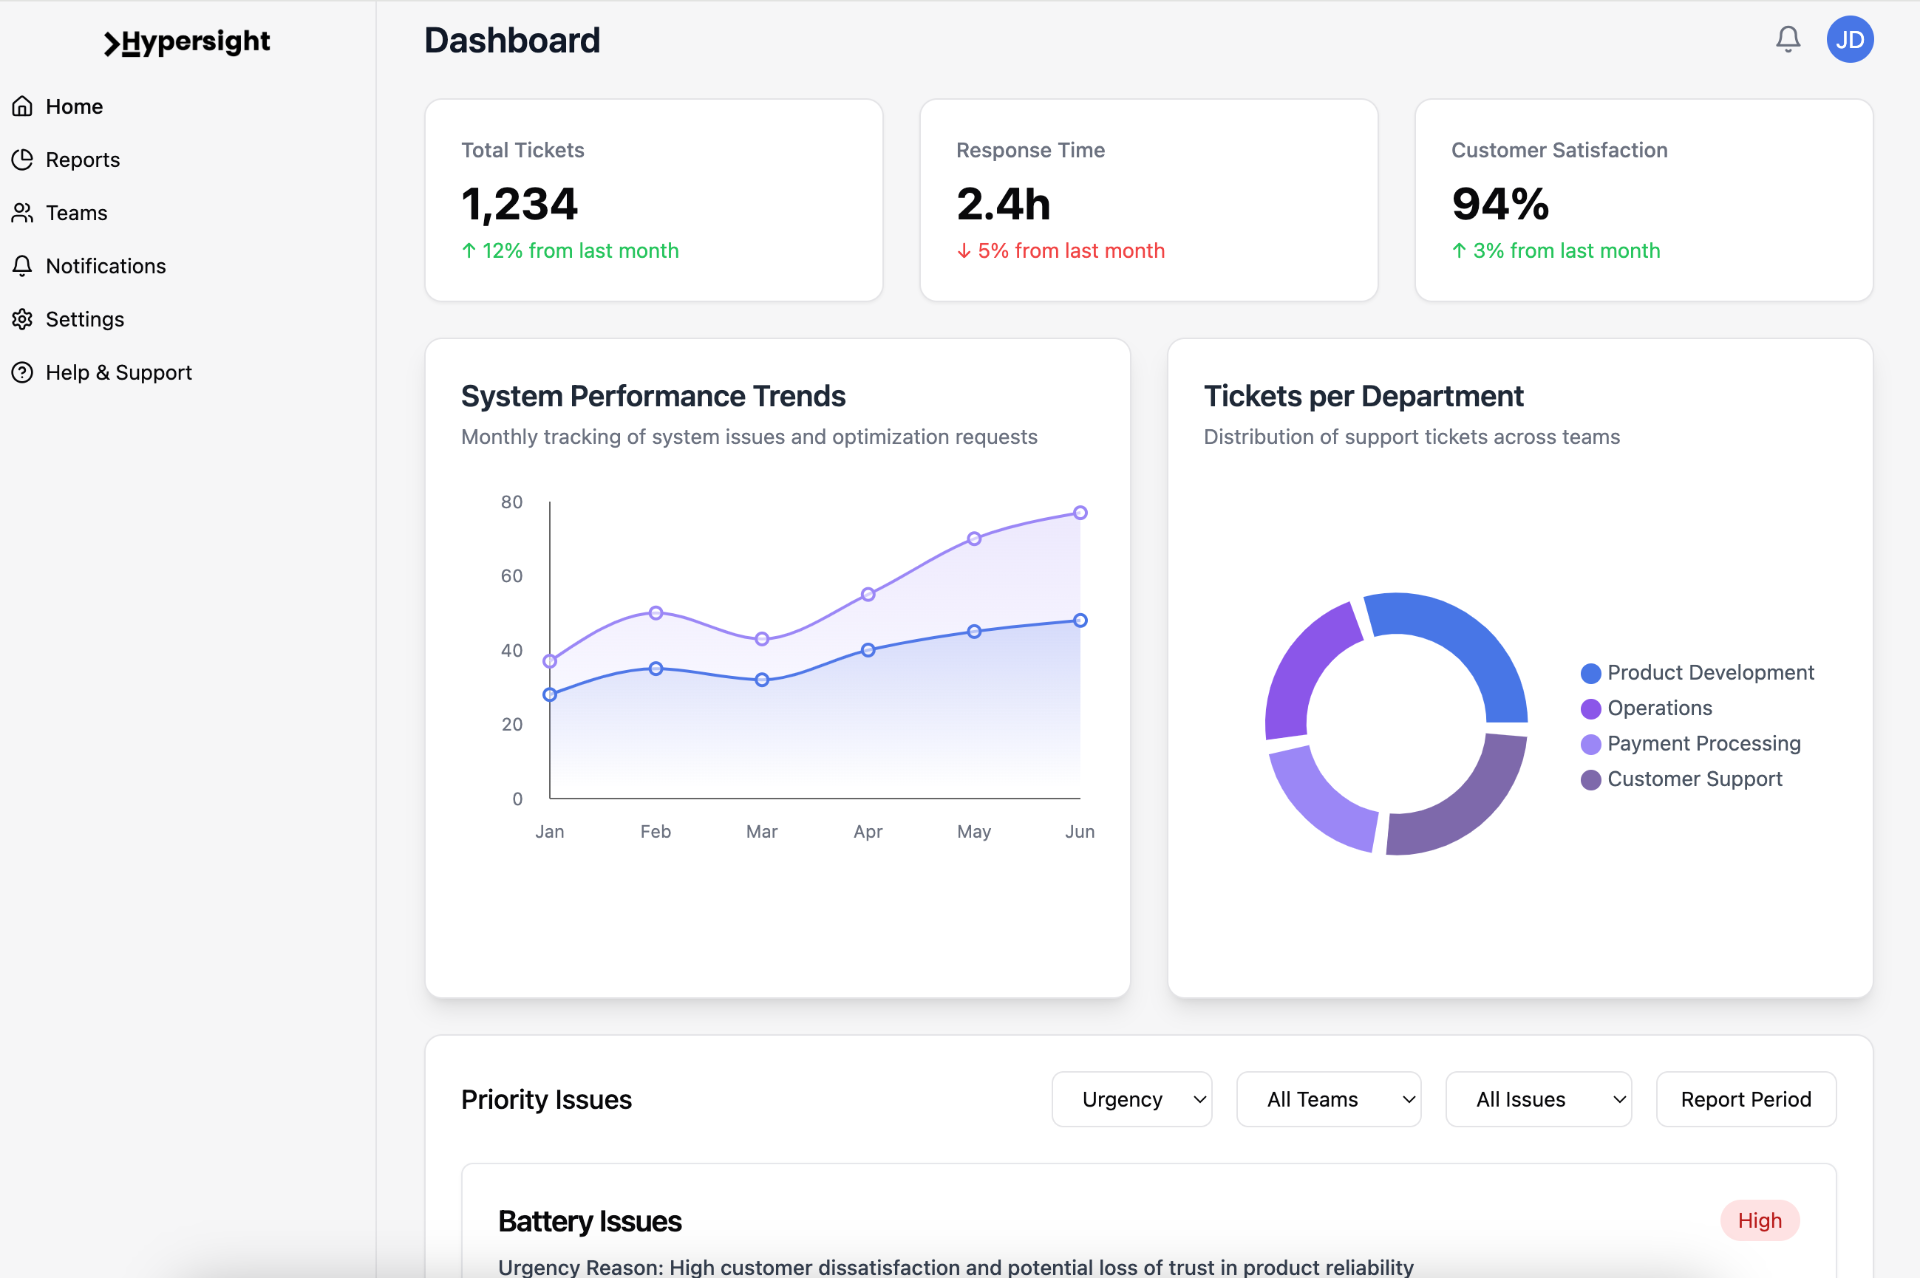 Hypersight
Home
Reports
Teams
Notifications
Settings
Help & Support
Dashboard
JD
Total Tickets
1,234
↑ 12% from last month
Response Time
2.4h
↓ 5% from last month
Customer Satisfaction
94%
↑ 3% from last month
System Performance Trends
Monthly tracking of system issues and optimization requests
80
60
40
20
0
Jan Feb Mar Apr May Jun
Tickets per Department
Distribution of support tickets across teams
Product Development
Operations
Payment Processing
Customer Support
Priority Issues
Urgency
All Teams
All Issues
Report Period
Battery Issues
High
Urgency Reason: High customer dissatisfaction and potential loss of trust in product reliability